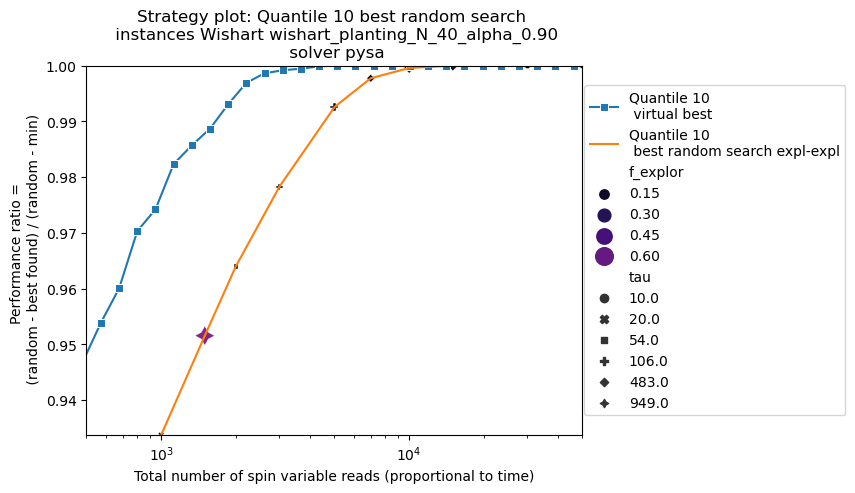 Strategy plot: Quantile 10 best random search
instances Wishart wishart_planting_N_40_alpha_0.90
solver pysa
1.00
0.99
0.98
0.97
0.96
0.95
0.94
Performance ratio =
(random - best found) / (random - min)
10^3
10^4
Total number of spin variable reads (proportional to time)
Quantile 10
virtual best
Quantile 10
best random search expl-expl
f_explor
0.15
0.30
0.45
0.60
tau
10.0
20.0
54.0
106.0
483.0
949.0